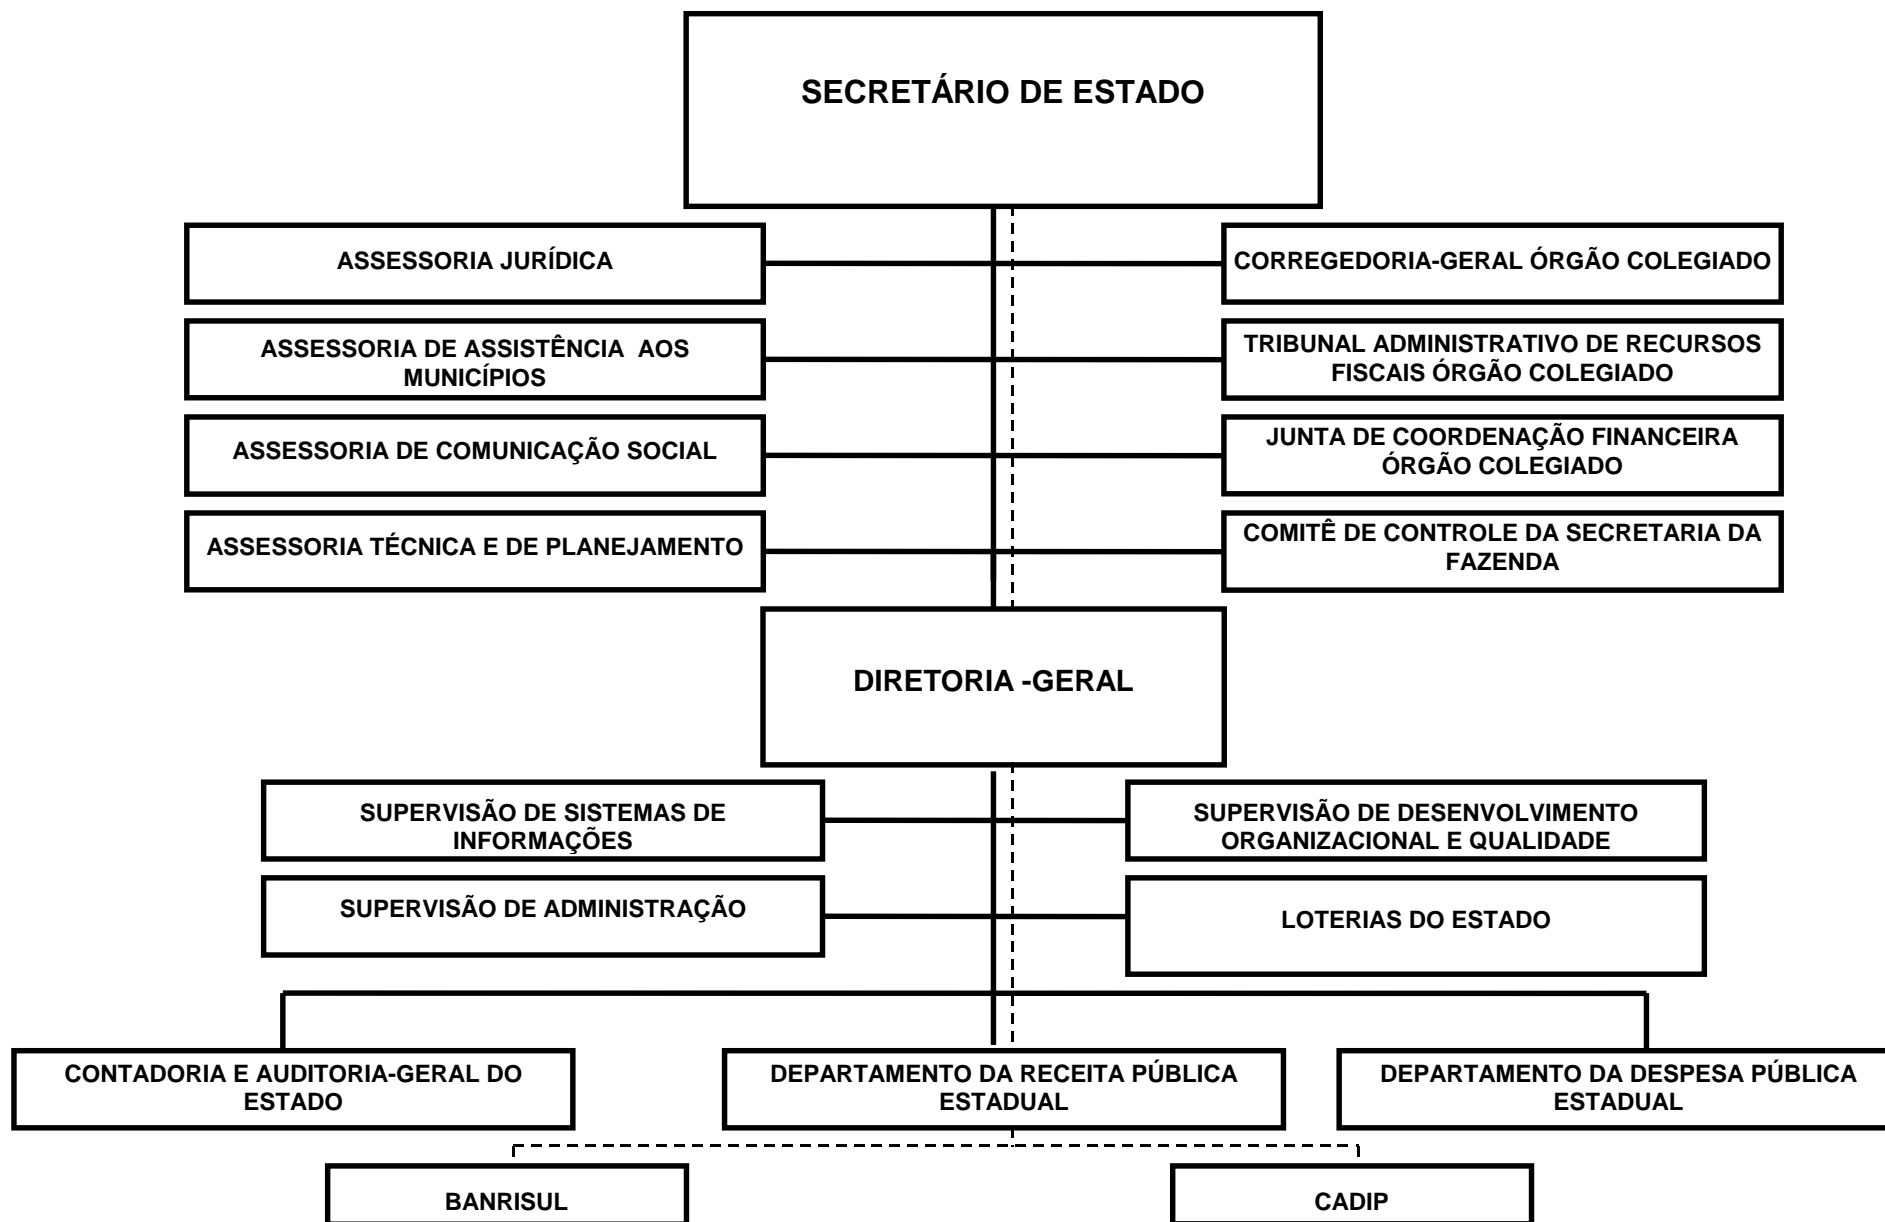 SECRETÁRIO DE ESTADO
ASSESSORIA JURÍDICA
CORREGEDORIA-GERAL ÓRGÃO COLEGIADO
ASSESSORIA DE ASSISTÊNCIA  AOS
MUNICÍPIOS
TRIBUNAL ADMINISTRATIVO DE RECURSOS
FISCAIS ÓRGÃO COLEGIADO
ASSESSORIA DE COMUNICAÇÃO SOCIAL
JUNTA DE COORDENAÇÃO FINANCEIRA
ÓRGÃO COLEGIADO
ASSESSORIA TÉCNICA E DE PLANEJAMENTO
COMITÊ DE CONTROLE DA SECRETARIA DA
FAZENDA
DIRETORIA -GERAL
SUPERVISÃO DE SISTEMAS DE
INFORMAÇÕES
SUPERVISÃO DE DESENVOLVIMENTO
ORGANIZACIONAL E QUALIDADE
SUPERVISÃO DE ADMINISTRAÇÃO
LOTERIAS DO ESTADO
CONTADORIA E AUDITORIA-GERAL DO
ESTADO
DEPARTAMENTO DA RECEITA PÚBLICA
ESTADUAL
DEPARTAMENTO DA DESPESA PÚBLICA
ESTADUAL
BANRISUL
CADIP